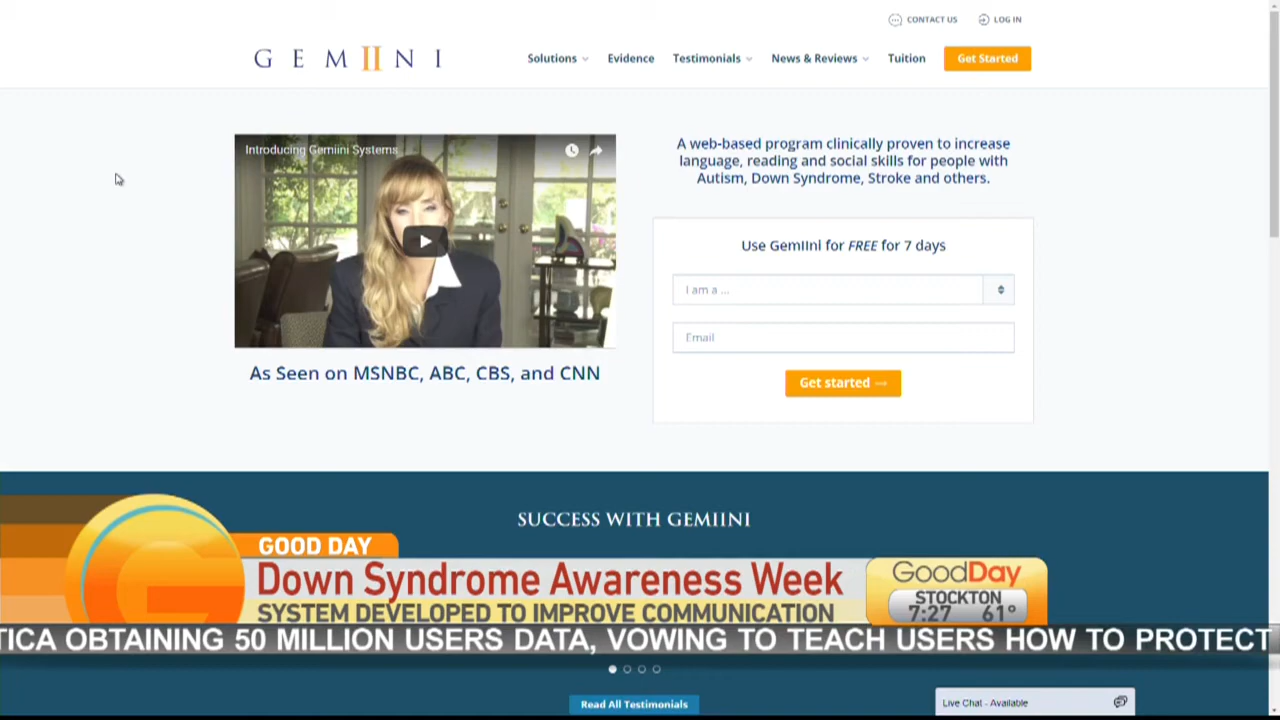 CONTACT US
LOG IN
GEMIINI
Solutions
Evidence
Testimonials
News & Reviews
Tuition
Get Started
Introducing Gemiini Systems
As Seen on MSNBC, ABC, CBS, and CNN
A web-based program clinically proven to increase
language, reading and social skills for people with
Autism, Down Syndrome, Stroke and others.
Use GemIIni for FREE for 7 days
I am a ...
Email
Get started →
SUCCESS WITH GEMIINI
GOOD DAY
Down Syndrome Awareness Week
SYSTEM DEVELOPED TO IMPROVE COMMUNICATION
GoodDay
STOCKTON
7:27 61°
TICA OBTAINING 50 MILLION USERS DATA, VOWING TO TEACH USERS HOW TO PROTECT
Read All Testimonials
Live Chat - Available